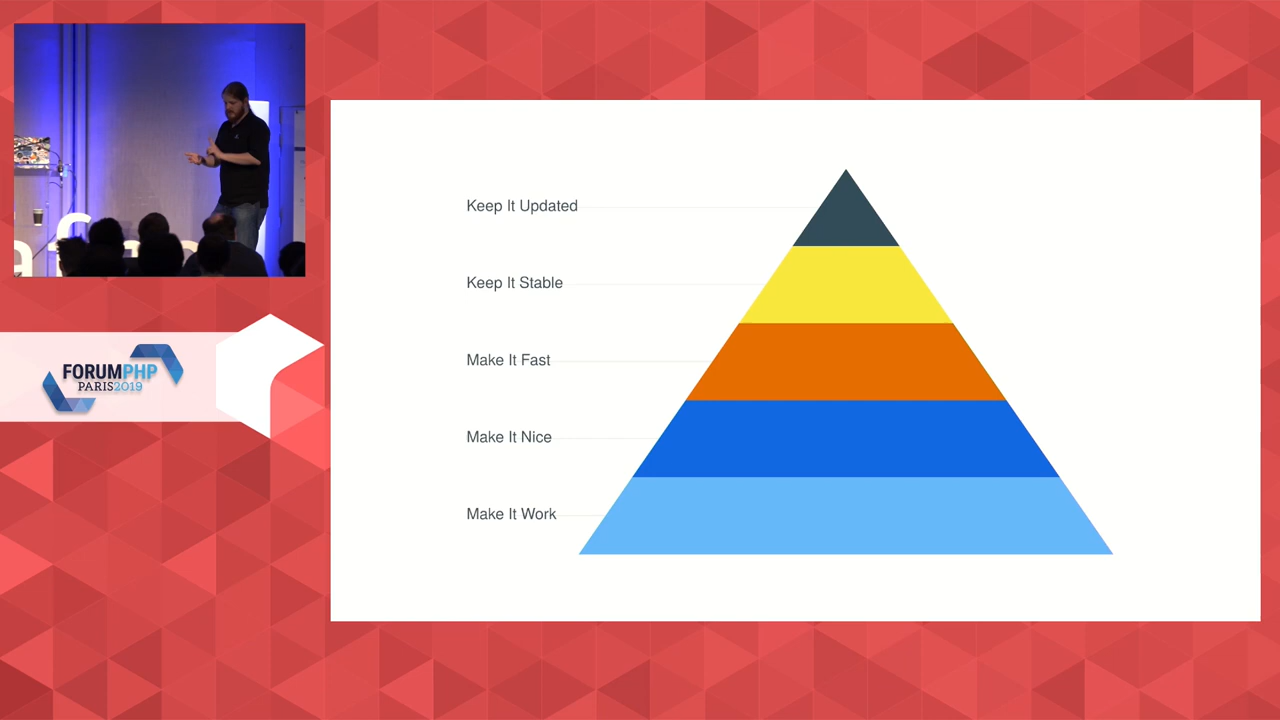 FORUMPHP
PARIS2019
Keep It Updated
Keep It Stable
Make It Fast
Make It Nice
Make It Work